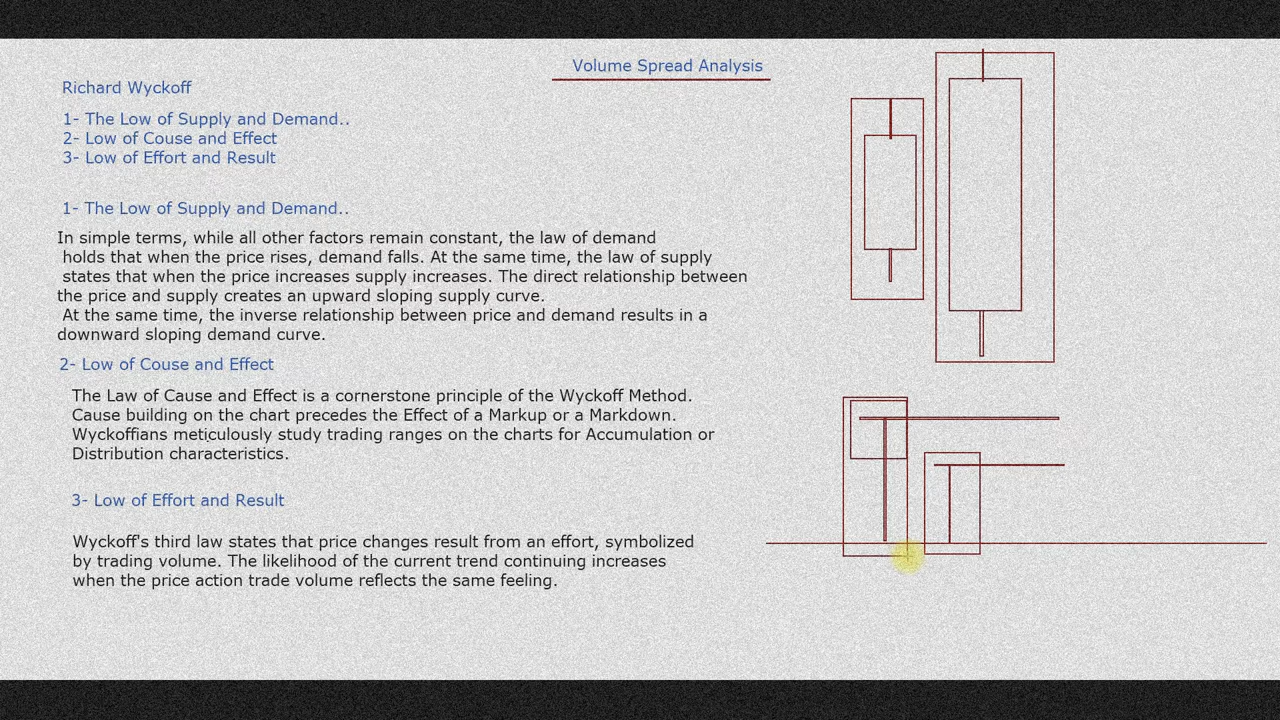 Volume Spread Analysis
Richard Wyckoff
1- The Low of Supply and Demand..
2- Low of Couse and Effect
3- Low of Effort and Result
1- The Low of Supply and Demand..
In simple terms, while all other factors remain constant, the law of demand
holds that when the price rises, demand falls. At the same time, the law of supply
states that when the price increases supply increases. The direct relationship between
the price and supply creates an upward sloping supply curve.
At the same time, the inverse relationship between price and demand results in a
downward sloping demand curve.
2- Low of Couse and Effect
The Law of Cause and Effect is a cornerstone principle of the Wyckoff Method.
Cause building on the chart precedes the Effect of a Markup or a Markdown.
Wyckoffians meticulously study trading ranges on the charts for Accumulation or
Distribution characteristics.
3- Low of Effort and Result
Wyckoff's third law states that price changes result from an effort, symbolized
by trading volume. The likelihood of the current trend continuing increases
when the price action trade volume reflects the same feeling.